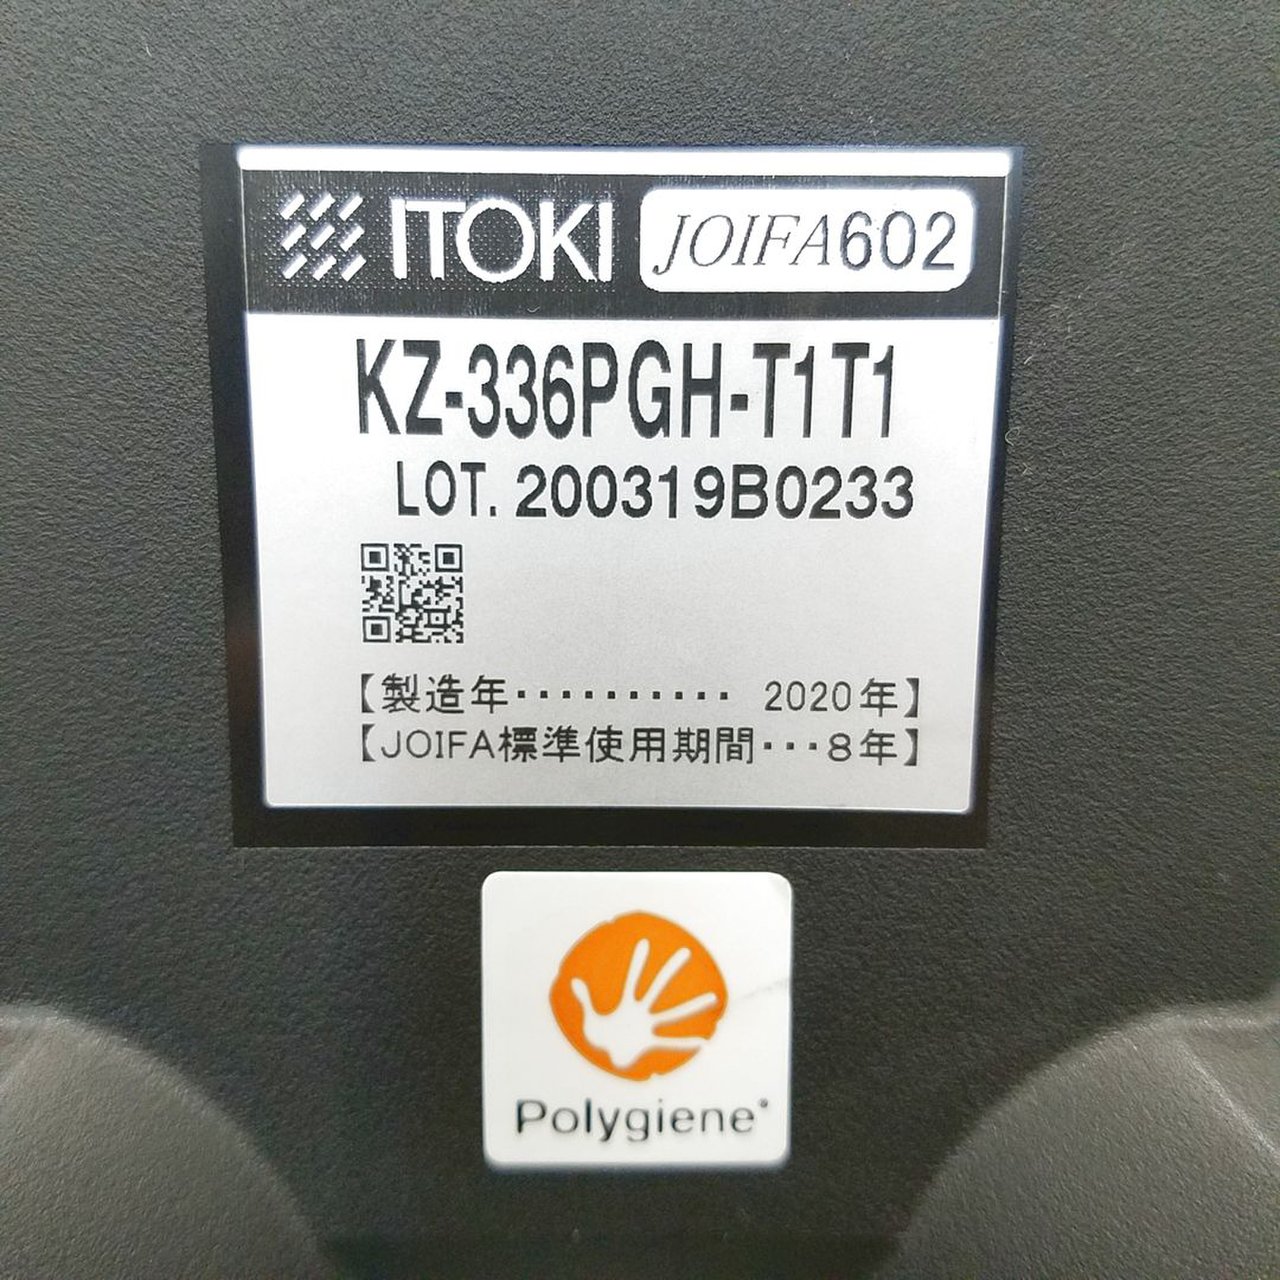 ITOKI JOIFA602
KZ-336PGH-T1T1
LOT. 200319B0233
【製造年・・・・・・・・・・ 2020年】
【JOIFA標準使用期間・・・8年】
Polygiene®